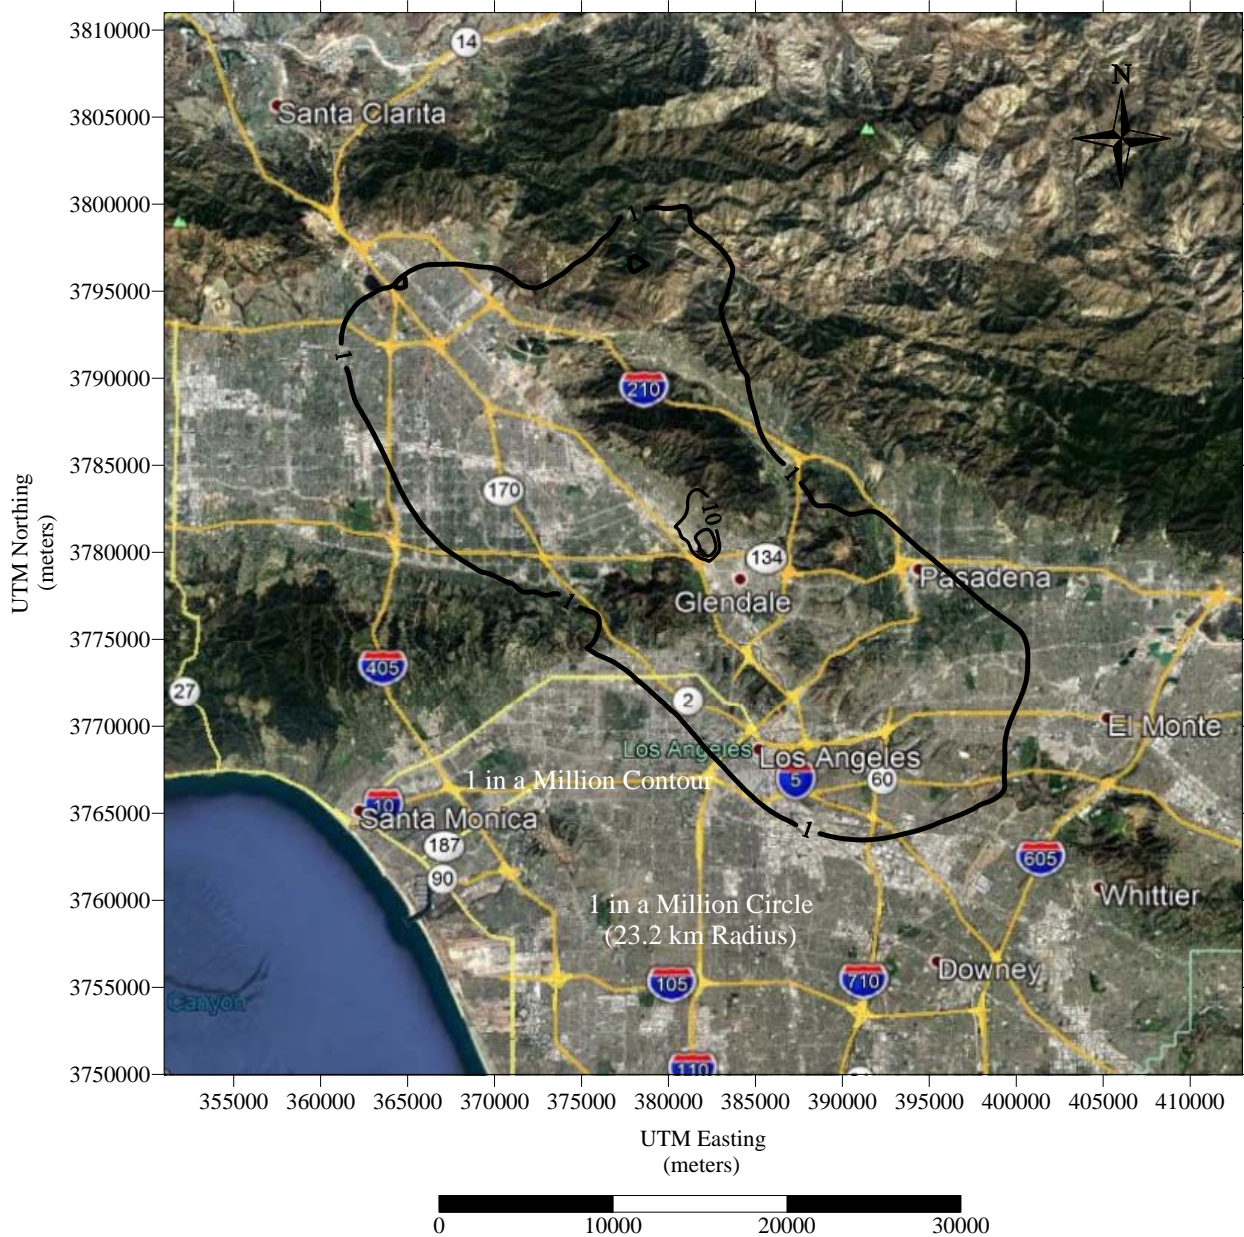 3810000
14
N
3805000
Santa Clarita
3800000
1
3795000
1
3790000
210
3785000
1
170
10
3780000
134
Pasadena
Glendale
1
3775000
405
27
2
3770000
El Monte
Los Angeles
Los Angeles
1 in a Million Contour
5
60
10
3765000
Santa Monica
1
187
605
90
Whittier
3760000
1 in a Million Circle
(23.2 km Radius)
Downey
3755000
105
710
Canyon
110
3750000
UTM Northing
(meters)
355000 360000 365000 370000 375000 380000 385000 390000 395000 400000 405000 410000
UTM Easting
(meters)
0 10000 20000 30000